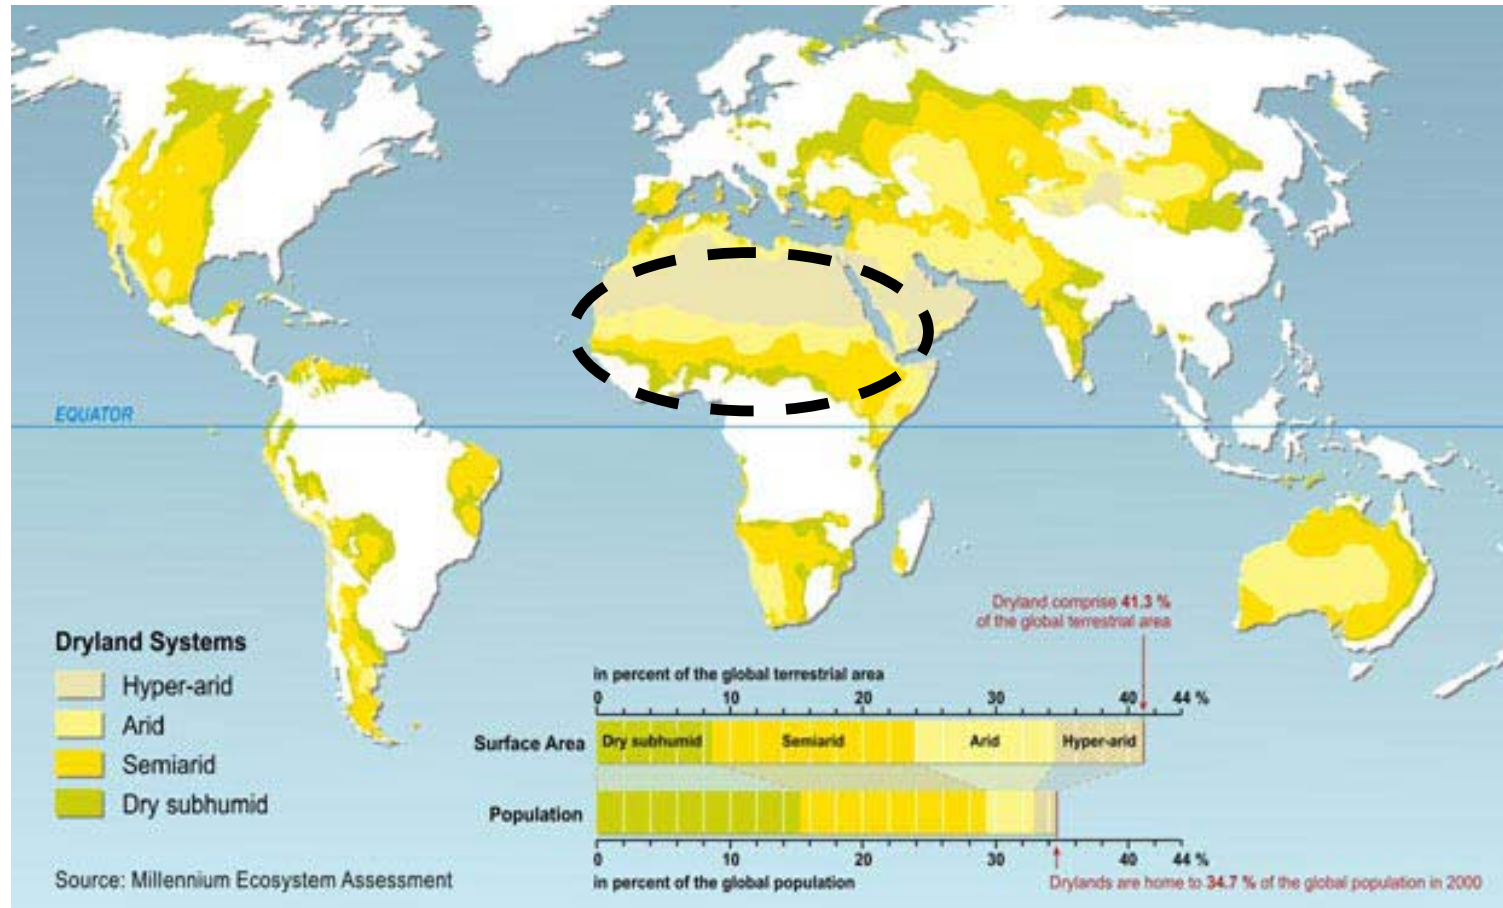 EQUATOR
Dryland Systems
Hyper-arid
Arid
Semiarid
Dry subhumid
Source: Millennium Ecosystem Assessment
Dryland comprise 41.3 %
of the global terrestrial area
in percent of the global terrestrial area
0 10 20 30 40 44 %
Surface Area Dry subhumid Semiarid Arid Hyper-arid
Population
0 10 20 30 40 44 %
in percent of the global population
Drylands are home to 34.7 % of the global population in 2000